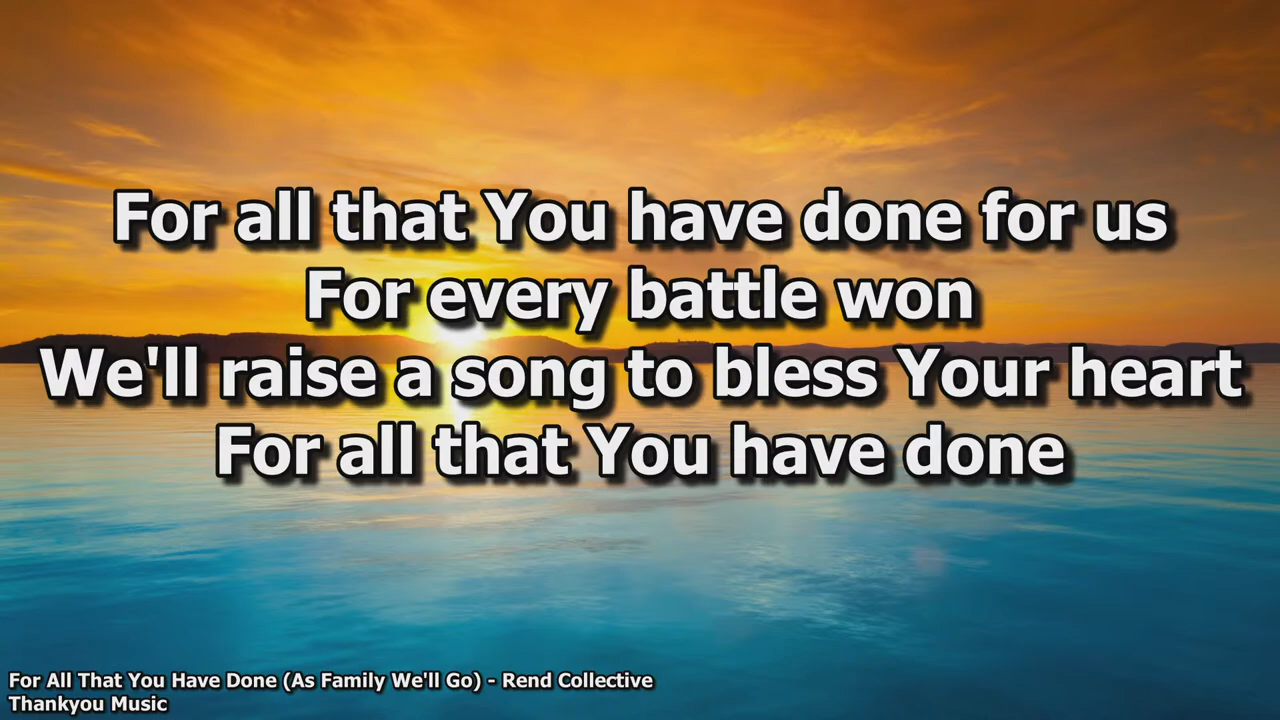 For all that You have done for us
For every battle won
We'll raise a song to bless Your heart
For all that You have done
For All That You Have Done (As Family We'll Go) - Rend Collective
Thankyou Music